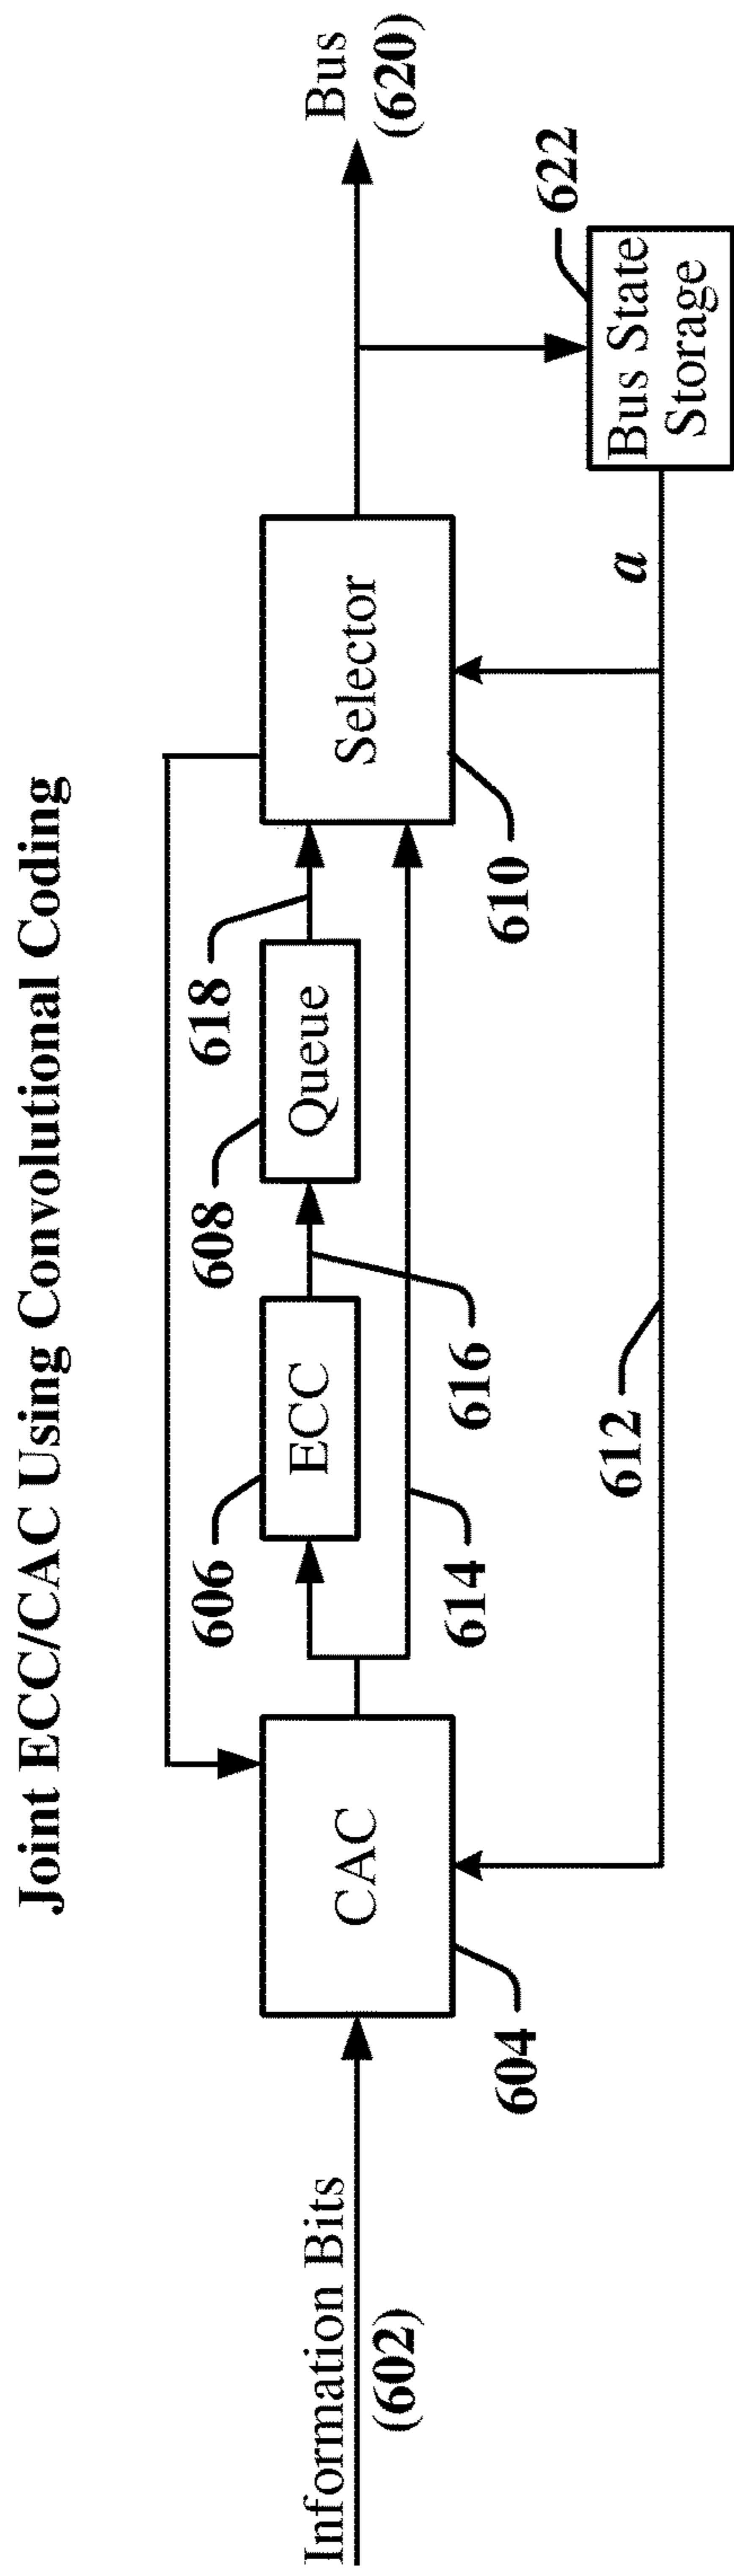 Joint ECC/CAC Using Convolutional Coding
Information Bits
(602)
CAC
604
606
ECC
616
614
608
Queue
618
Selector
610
612
a
Bus State
Storage
622
Bus
(620)